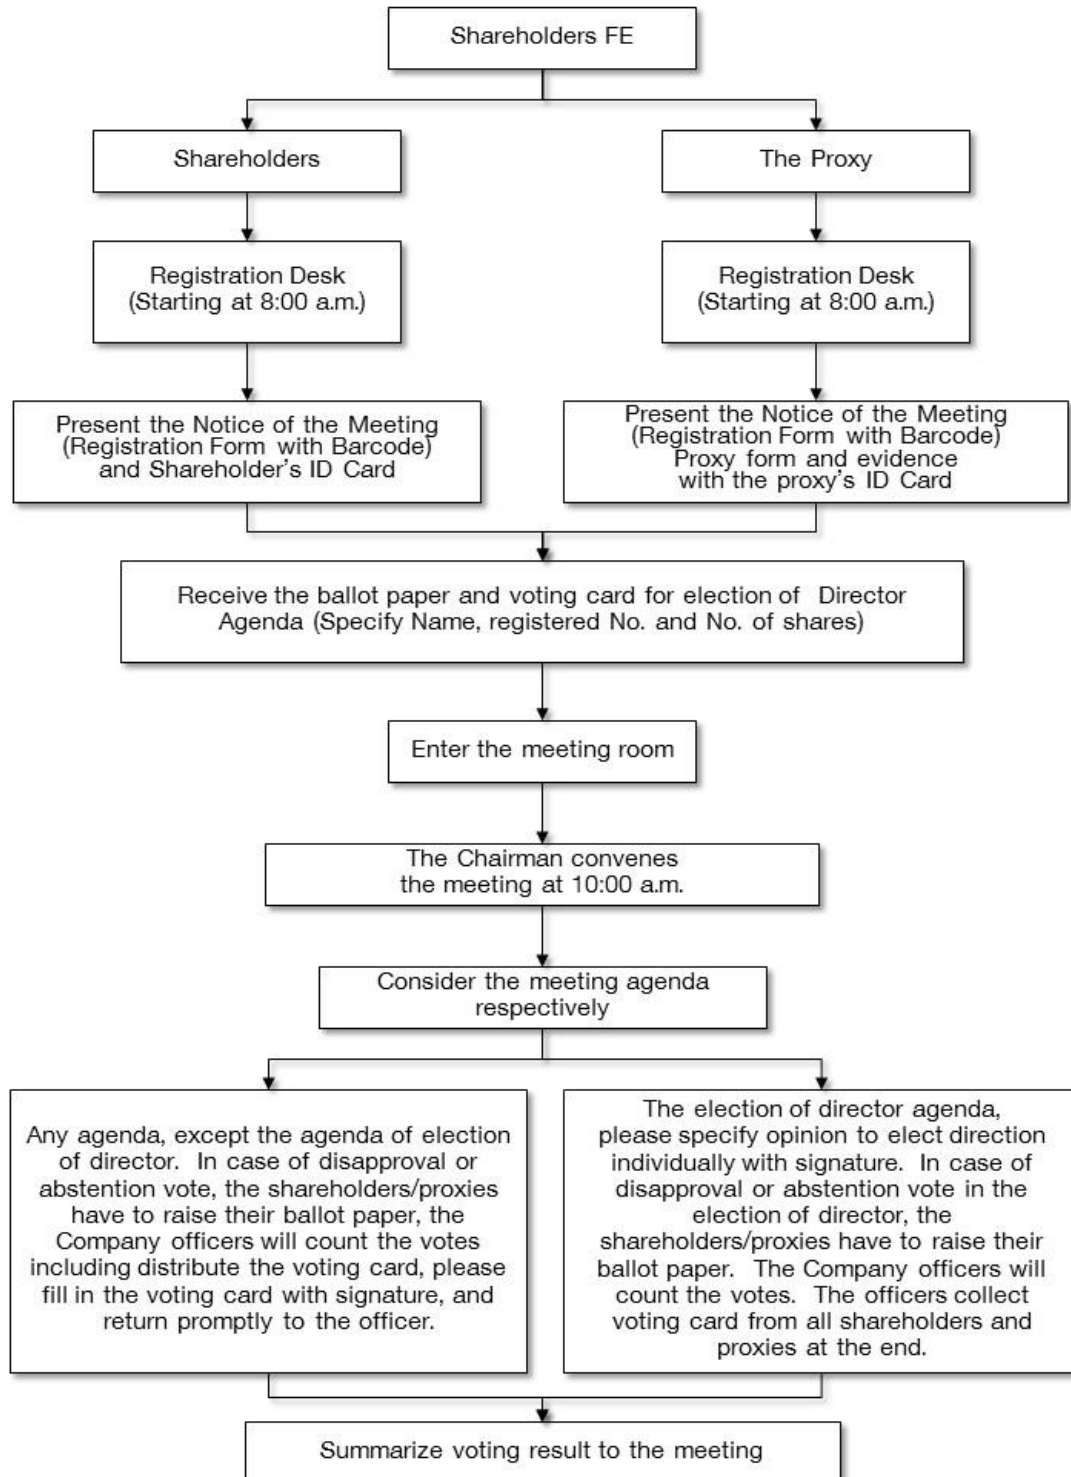 Shareholders FE
Shareholders
The Proxy
Registration Desk
(Starting at 8:00 a.m.)
Registration Desk
(Starting at 8:00 a.m.)
Present the Notice of the Meeting
(Registration Form with Barcode)
and Shareholder's ID Card
Present the Notice of the Meeting
(Registration Form with Barcode)
Proxy form and evidence
with the proxy's ID Card
Receive the ballot paper and voting card for election of Director
Agenda (Specify Name, registered No. and No. of shares)
Enter the meeting room
The Chairman convenes
the meeting at 10:00 a.m.
Consider the meeting agenda
respectively
Any agenda, except the agenda of election
of director. In case of disapproval or
abstention vote, the shareholders/proxies
have to raise their ballot paper, the
Company officers will count the votes
including distribute the voting card, please
fill in the voting card with signature, and
return promptly to the officer.
The election of director agenda,
please specify opinion to elect direction
individually with signature. In case of
disapproval or abstention vote in the
election of director, the
shareholders/proxies have to raise their
ballot paper. The Company officers will
count the votes. The officers collect
voting card from all shareholders and
proxies at the end.
Summarize voting result to the meeting